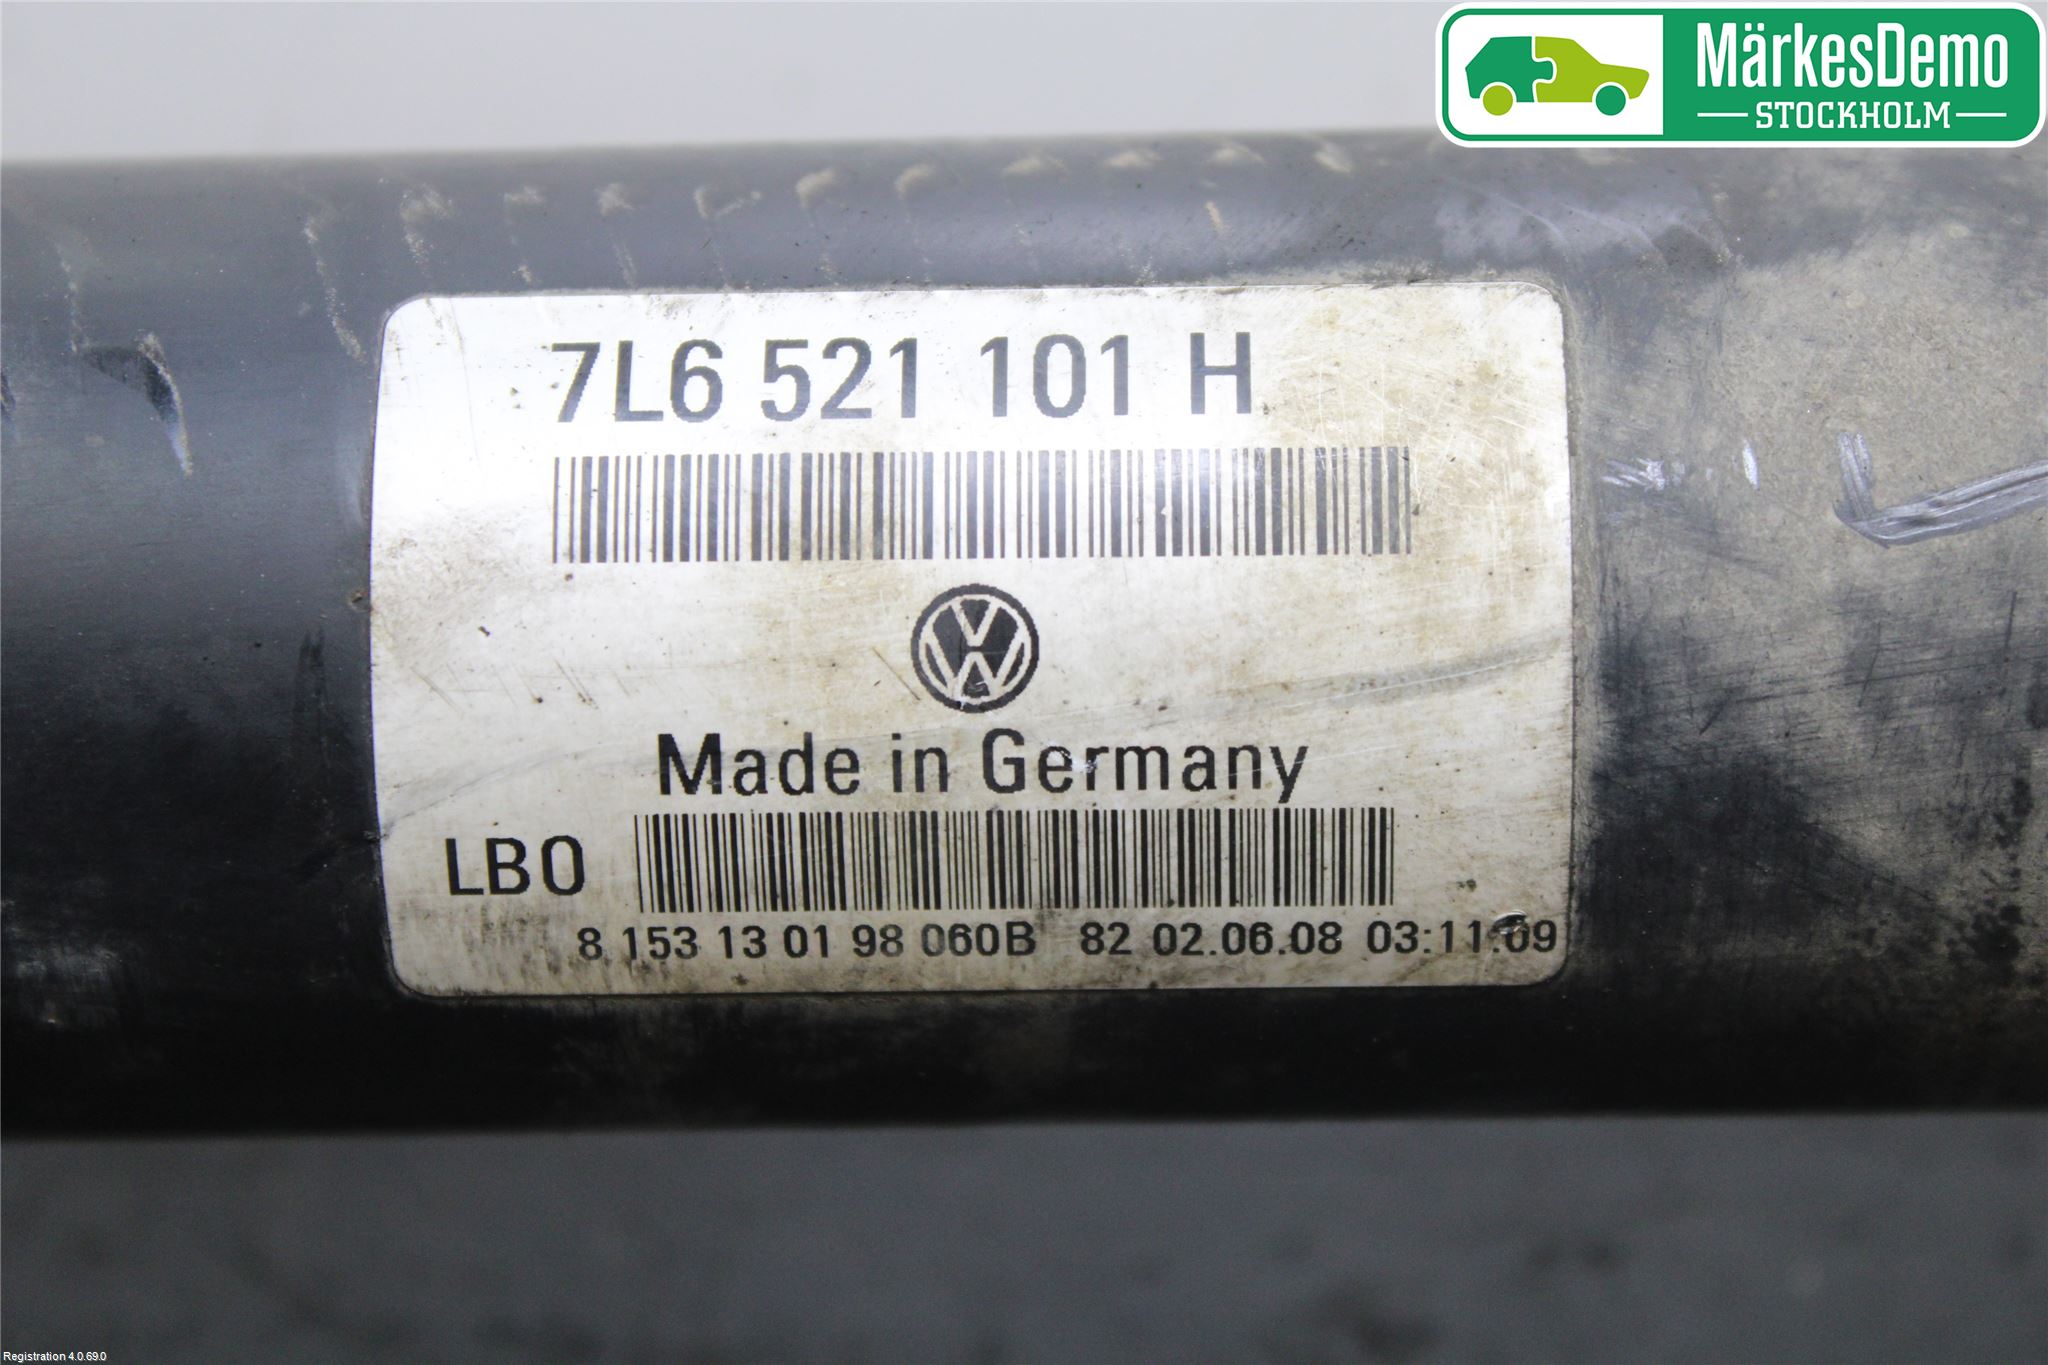 MärkesDemo
STOCKHOLM
7L6 521 101 H
Made in Germany
LB0
8 153 13 01 98 060B 82 02.06.08 03:11:09
Registration 4.0.69.0